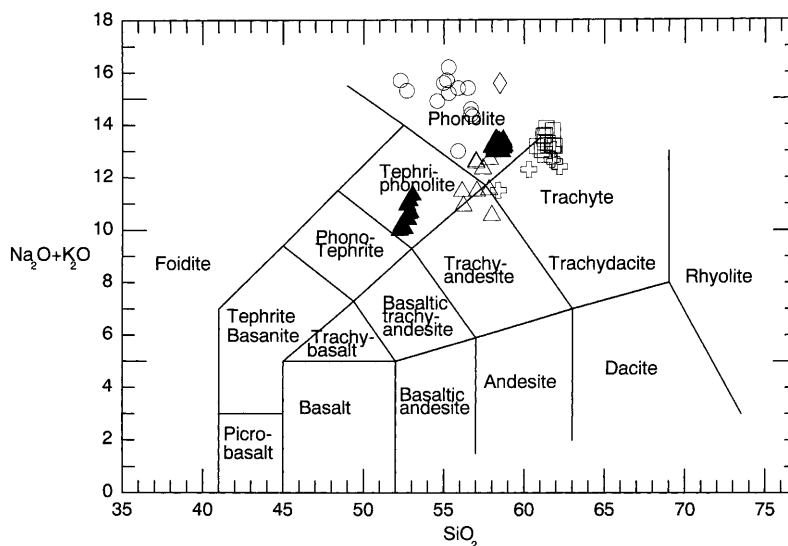 18
16
14
12
10
8
6
4
2
0
Na2O+K2O
35
40
45
50
55
60
65
70
75
SiO2
Phonolite
Tephri-
phonolite
Trachyte
Phono-
Tephrite
Foidite
Trachy-
andesite
Trachydacite
Rhyolite
Tephrite
Basanite
Basaltic
trachy-
andesite
Trachy-
basalt
Basalt
Basaltic
andesite
Andesite
Dacite
Picro-
basalt